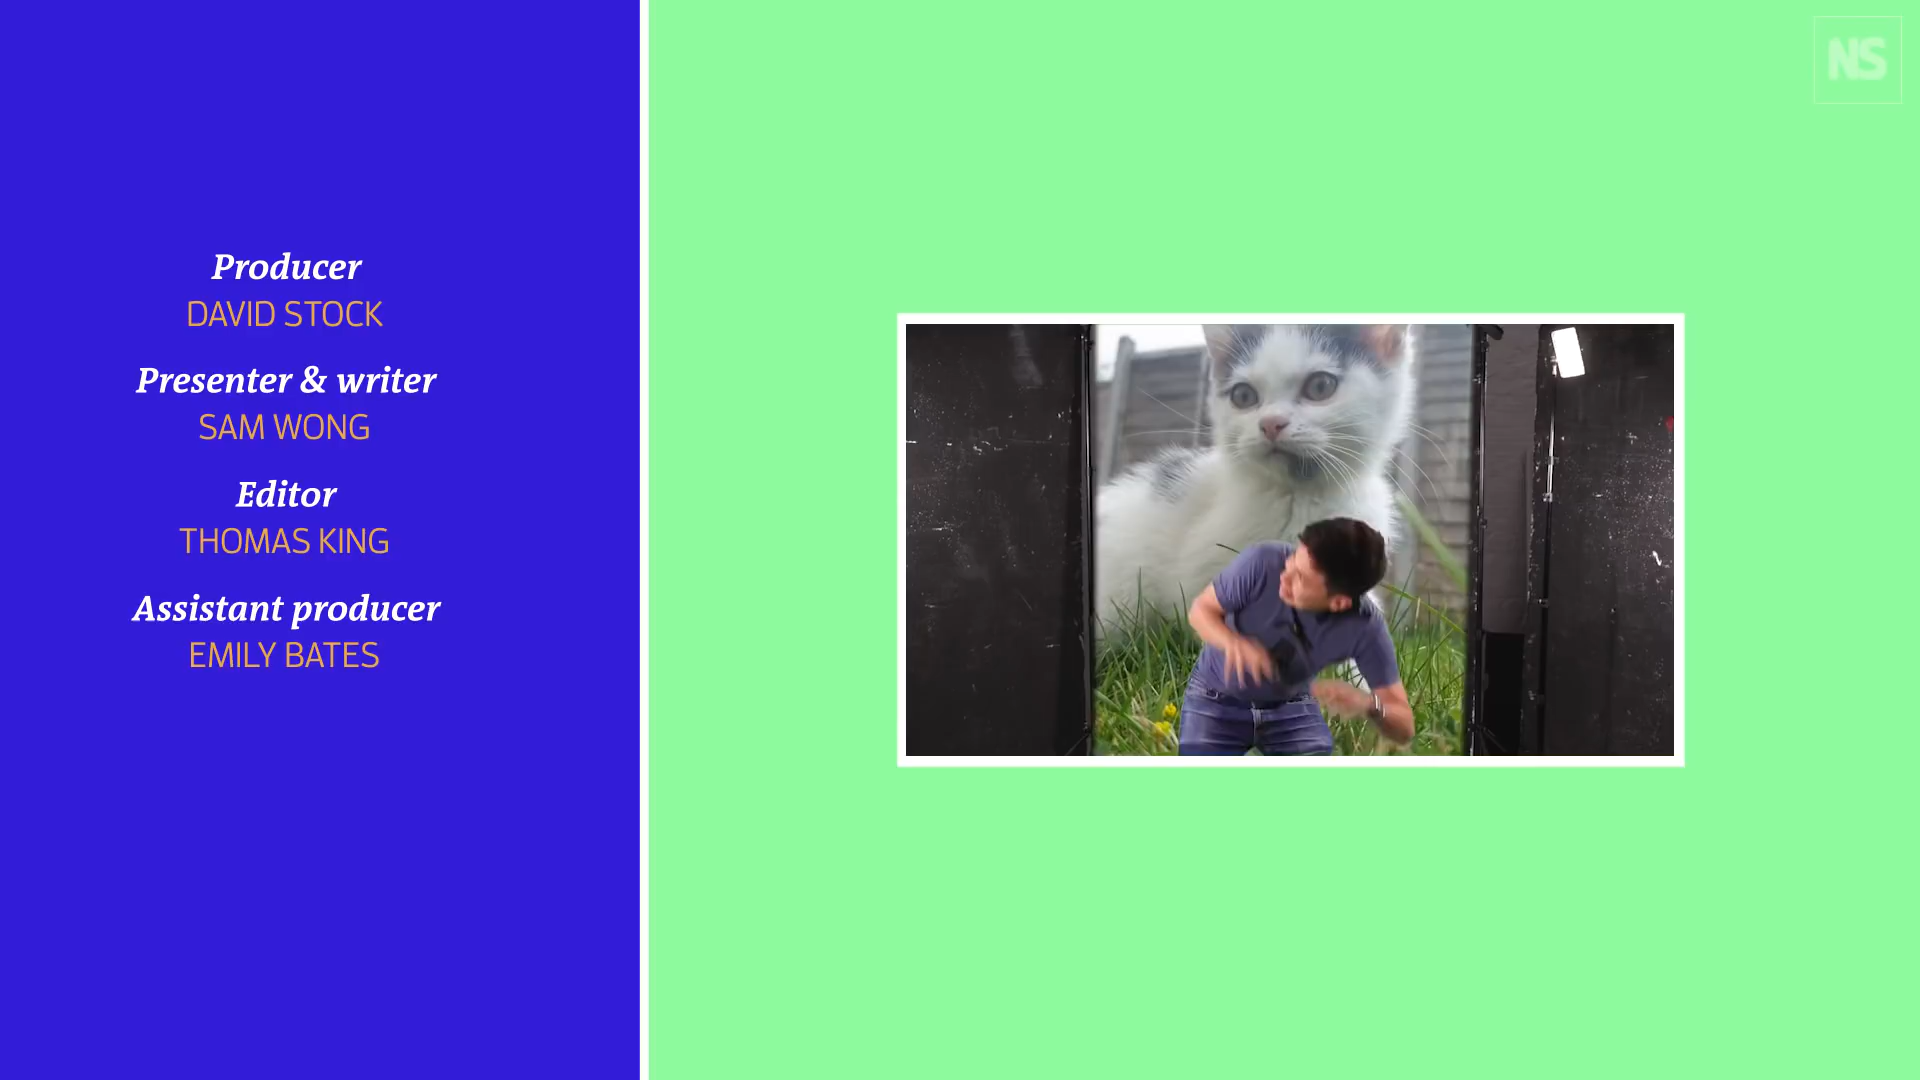 NS
Producer
DAVID STOCK
Presenter & writer
SAM WONG
Editor
THOMAS KING
Assistant producer
EMILY BATES